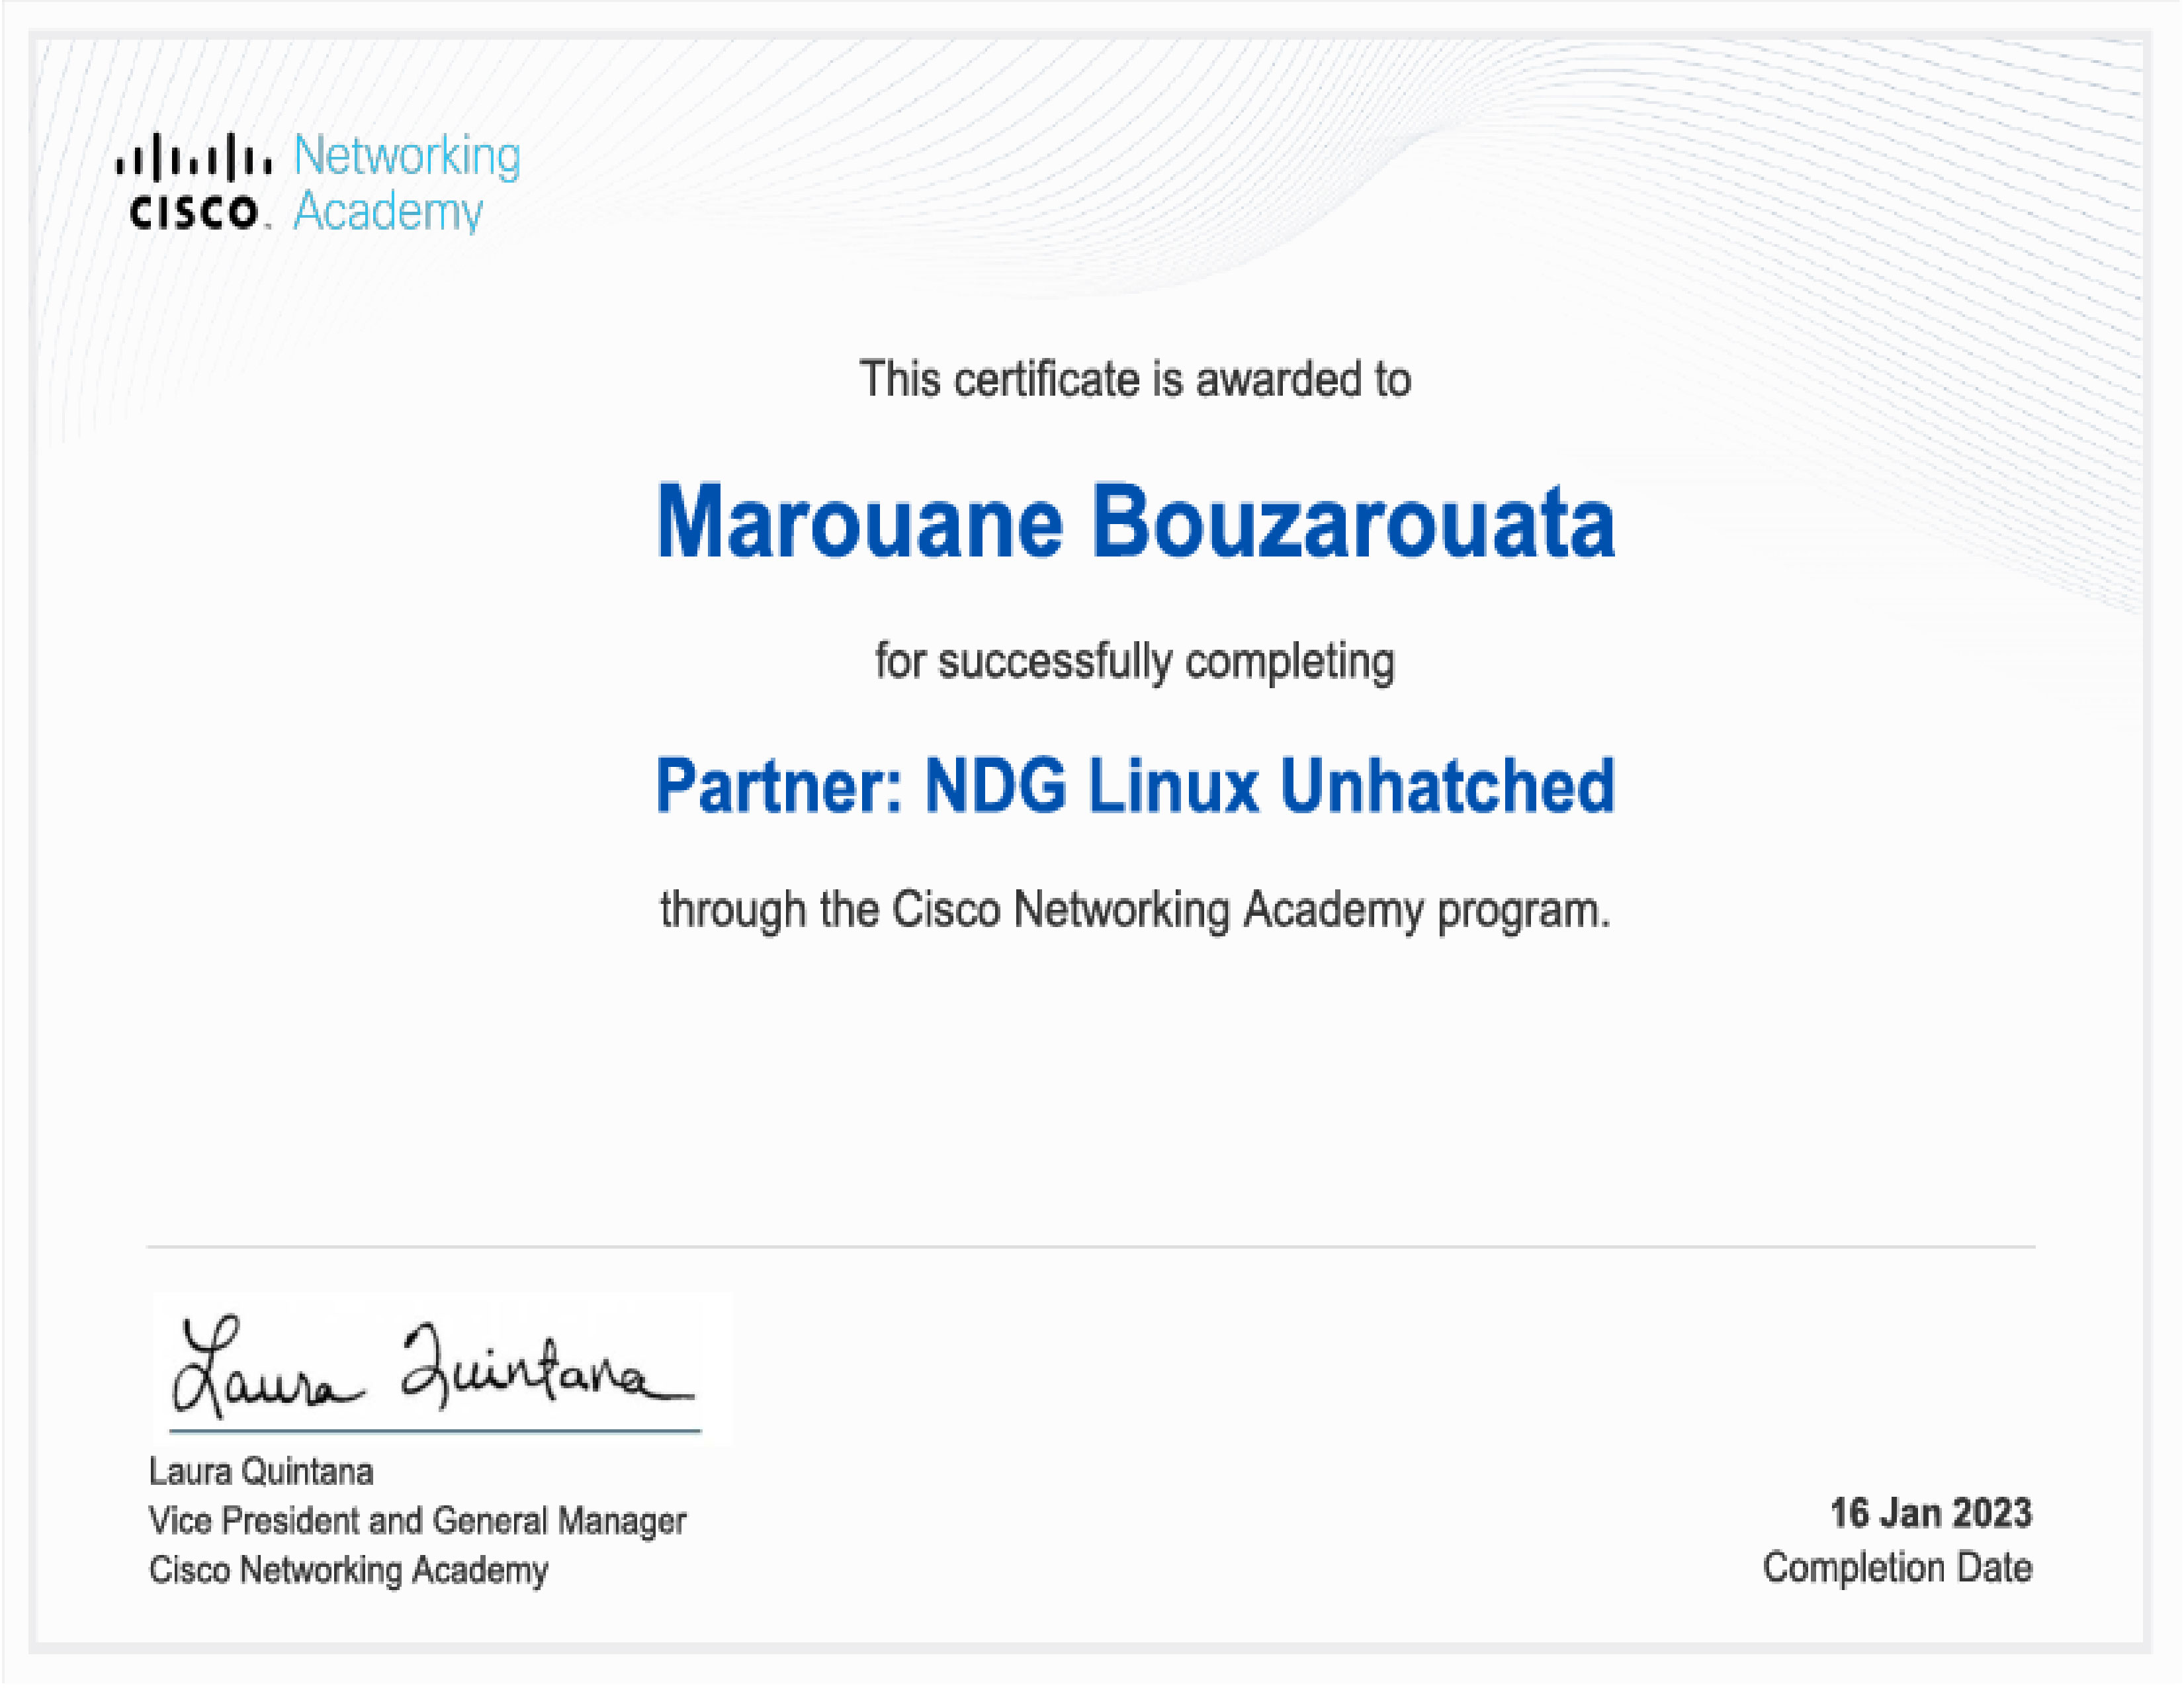 Networking
CISCO. Academy
This certificate is awarded to
Marouane Bouzarouata
for successfully completing
Partner: NDG Linux Unhatched
through the Cisco Networking Academy program.
Laura Quintana
Laura Quintana
Vice President and General Manager
Cisco Networking Academy
16 Jan 2023
Completion Date